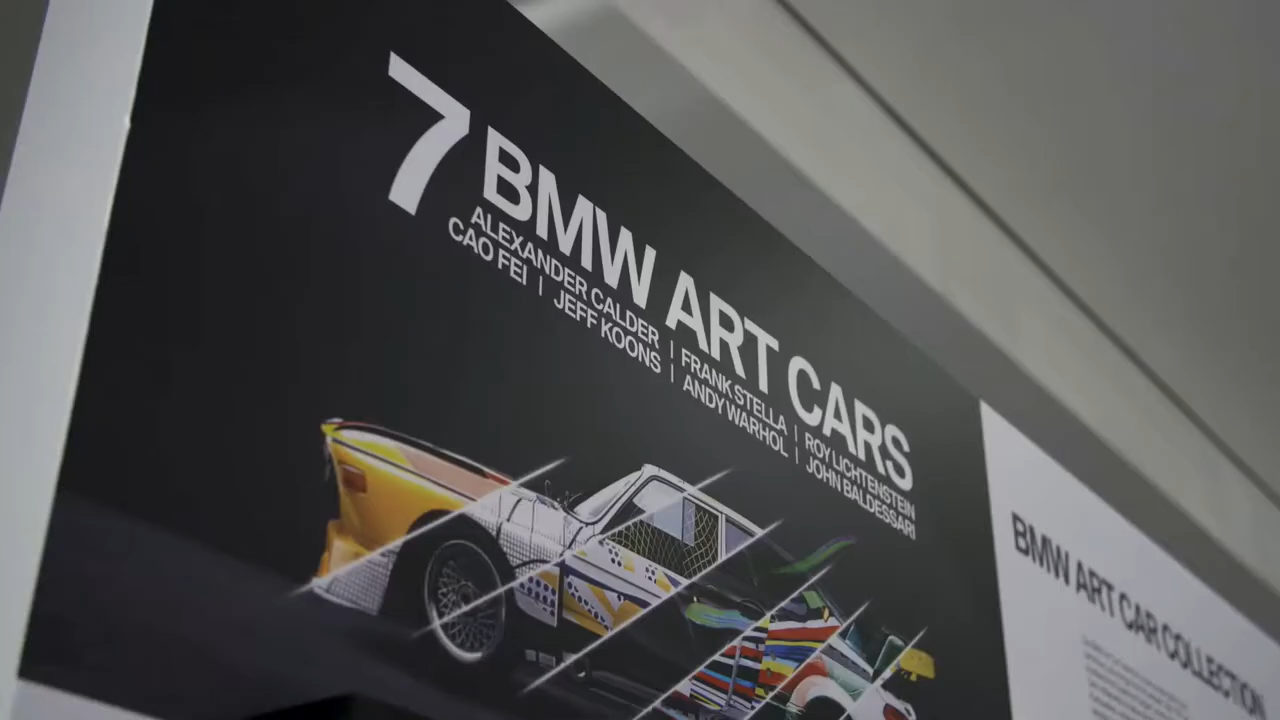 7 BMW ART CARS
ALEXANDER CALDER | FRANK STELLA | ROY LICHTENSTEIN
CAO FEI | JEFF KOONS | ANDY WARHOL | JOHN BALDESSARI
BMW ART CAR COLLECTION